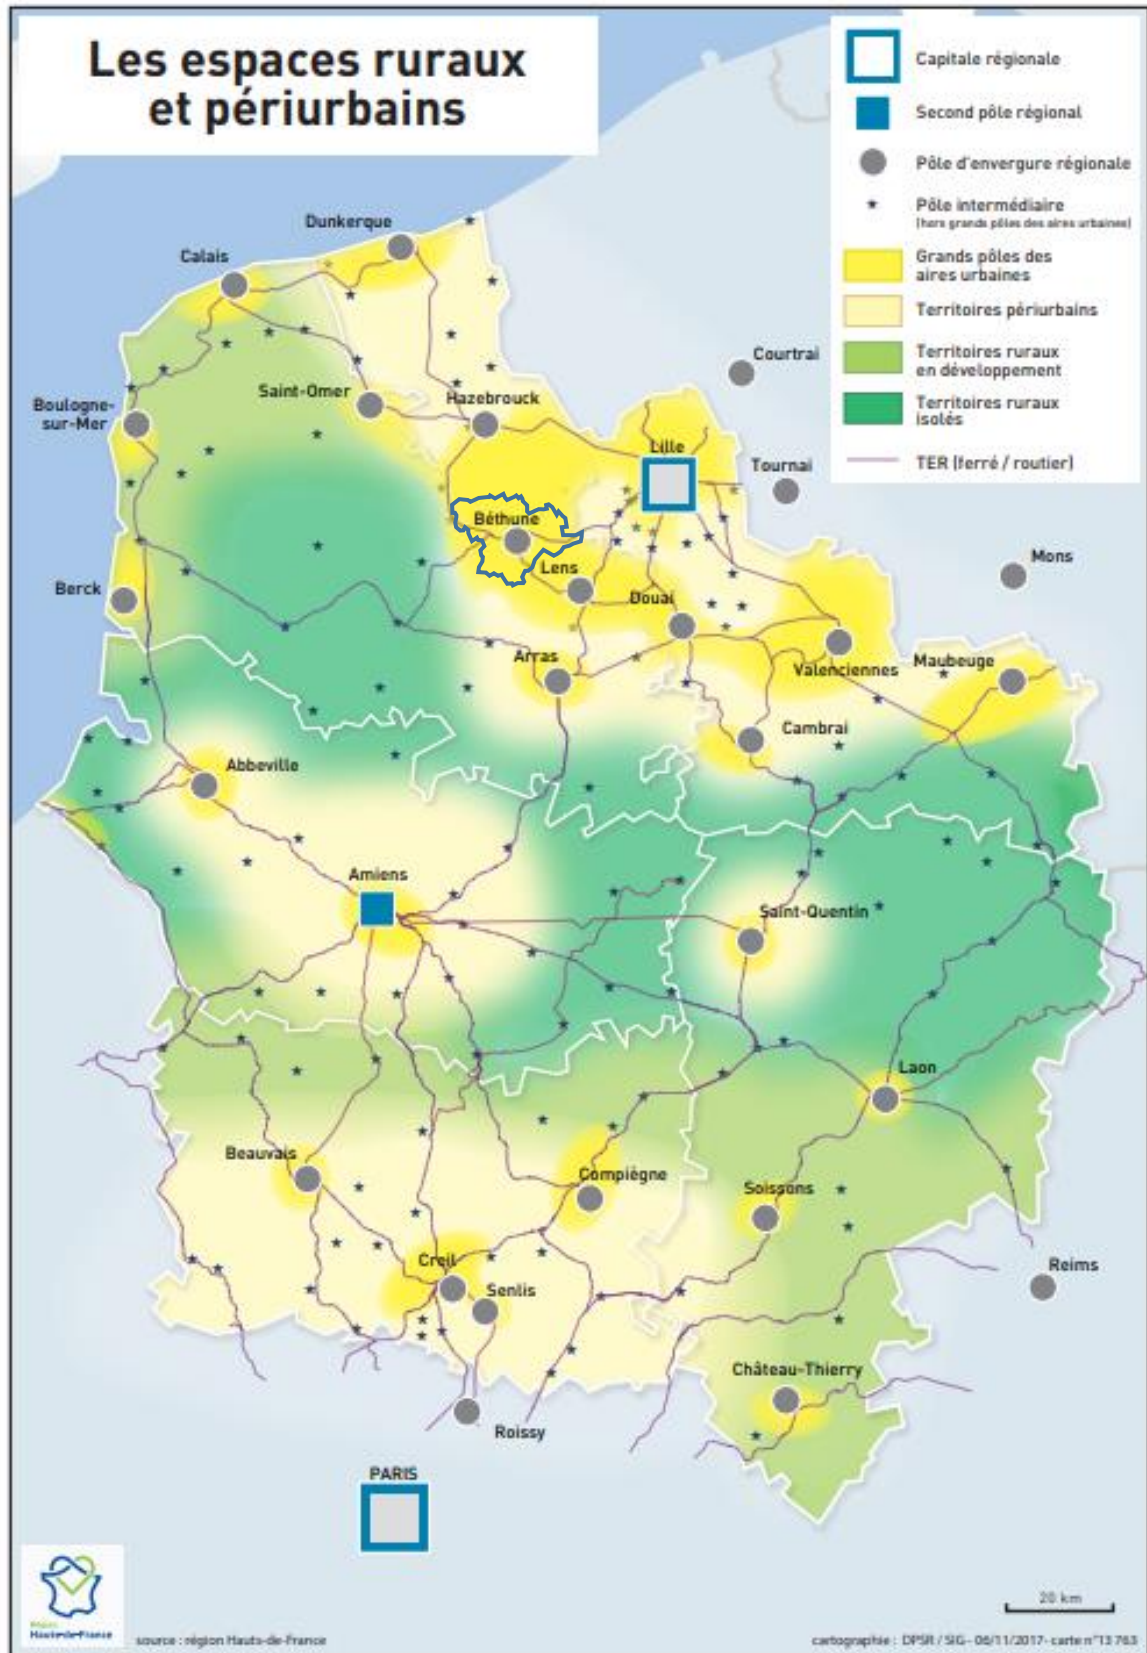 Les espaces ruraux
et périurbains
Capitale régionale
Second pôle régional
Pôle d'envergure régionale
Pôle intermédiaire
(hors grands pôles des aires urbaines)
Grands pôles des
aires urbaines
Territoires périurbains
Territoires ruraux
en développement
Territoires ruraux
isolés
TER (ferré / routier)
Dunkerque
Calais
Courtrai
Saint-Omer
Hazebrouck
Boulogne-
sur-Mer
Lille
Tournai
Béthune
Lens
Mons
Berck
Douai
Arras
Valenciennes
Maubeuge
Cambrai
Abbeville
Amiens
Saint-Quentin
Laon
Beauvais
Compiègne
Soissons
Creil
Senlis
Reims
Château-Thierry
Roissy
PARIS
20 km
Région
Hauts-de-France
source : région Hauts-de-France
cartographie : DPSR / SIG - 06/11/2017 - carte n°13 763